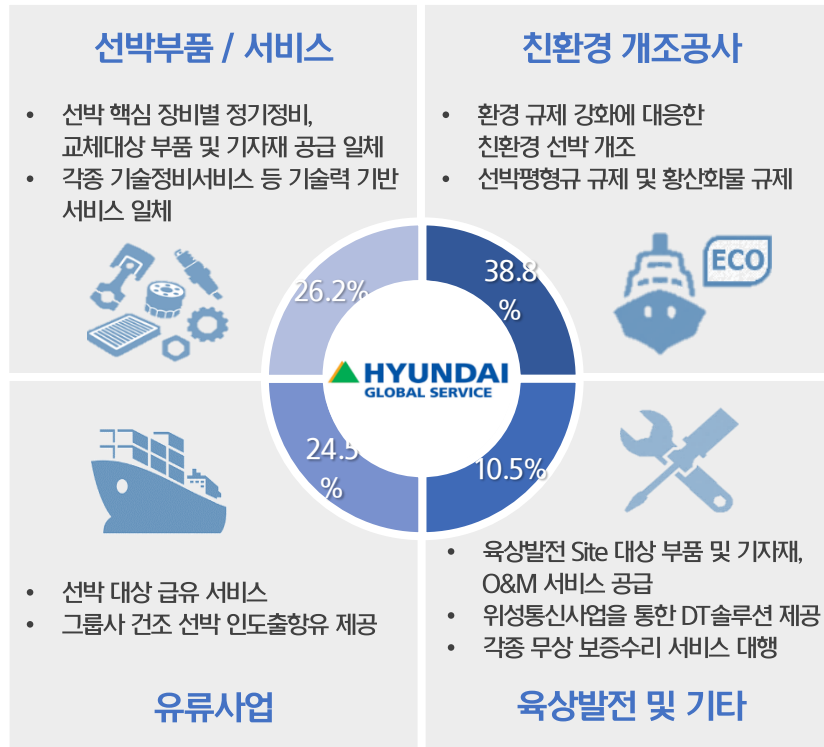 선박부품 / 서비스
• 선박 핵심 장비별 정기정비,
교체대상 부품 및 기자재 공급 일체
• 각종 기술정비서비스 등 기술력 기반
서비스 일체
26.2%
친환경 개조공사
• 환경 규제 강화에 대응한
친환경 선박 개조
• 선박평형규 규제 및 황산화물 규제
ECO
38.8
%
HYUNDAI
GLOBAL SERVICE
24.5
%
• 선박 대상 급유 서비스
• 그룹사 건조 선박 인도출항유 제공
유류사업
10.5%
• 육상발전 Site 대상 부품 및 기자재,
O&M 서비스 공급
• 위성통신사업을 통한 DT솔루션 제공
• 각종 무상 보증수리 서비스 대행
육상발전 및 기타